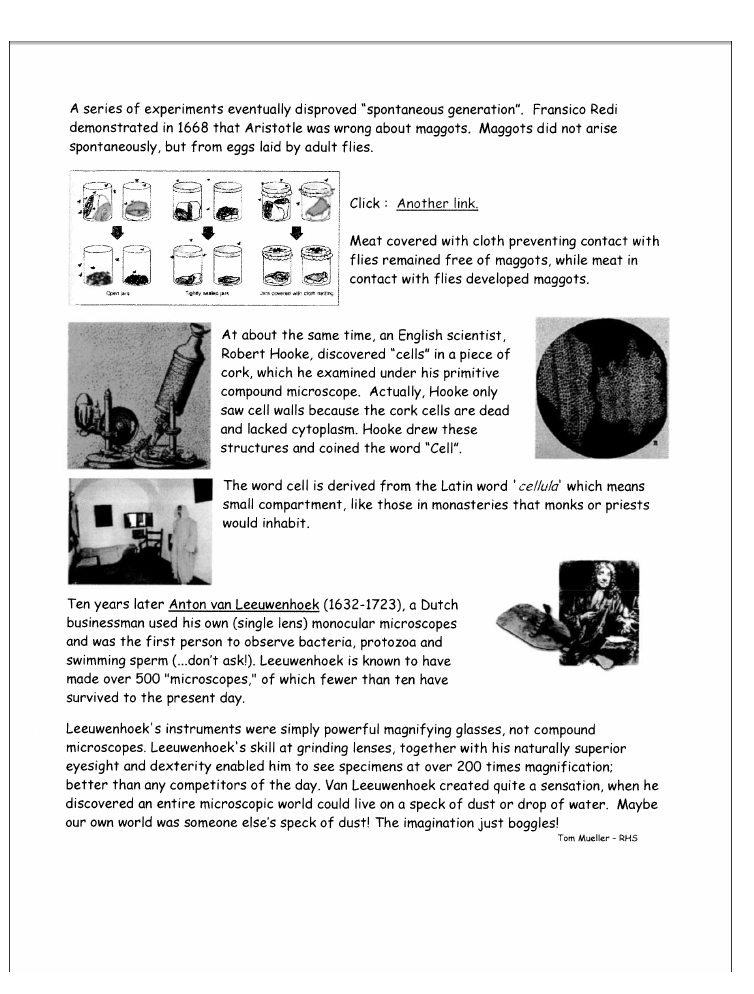 A series of experiments eventually disproved “spontaneous generation”. Fransico Redi
demonstrated in 1668 that Aristotle was wrong about maggots. Maggots did not arise
spontaneously, but from eggs laid by adult flies.
Open jars
Tightly sealed jars
Jars covered with cloth netting
Click : Another link.
Meat covered with cloth preventing contact with
flies remained free of maggots, while meat in
contact with flies developed maggots.
At about the same time, an English scientist,
Robert Hooke, discovered “cells” in a piece of
cork, which he examined under his primitive
compound microscope. Actually, Hooke only
saw cell walls because the cork cells are dead
and lacked cytoplasm. Hooke drew these
structures and coined the word “Cell”.
The word cell is derived from the Latin word 'cellula' which means
small compartment, like those in monasteries that monks or priests
would inhabit.
Ten years later Anton van Leeuwenhoek (1632-1723), a Dutch
businessman used his own (single lens) monocular microscopes
and was the first person to observe bacteria, protozoa and
swimming sperm (...don’t ask!). Leeuwenhoek is known to have
made over 500 "microscopes," of which fewer than ten have
survived to the present day.
Leeuwenhoek's instruments were simply powerful magnifying glasses, not compound
microscopes. Leeuwenhoek's skill at grinding lenses, together with his naturally superior
eyesight and dexterity enabled him to see specimens at over 200 times magnification;
better than any competitors of the day. Van Leeuwenhoek created quite a sensation, when he
discovered an entire microscopic world could live on a speck of dust or drop of water. Maybe
our own world was someone else’s speck of dust! The imagination just boggles!
Tom Mueller - RHS